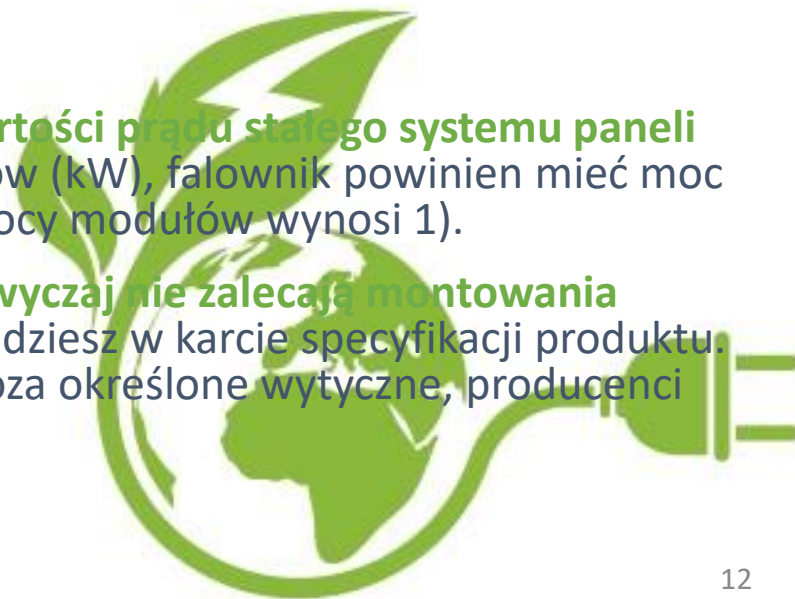 rtości prądu stałego systemu paneli
ów (kW), falownik powinien mieć moc
ocy modułów wynosi 1).
wyczaj nie zalecają montowania
dziesz w karcie specyfikacji produktu.
oza określone wytyczne, producenci
12